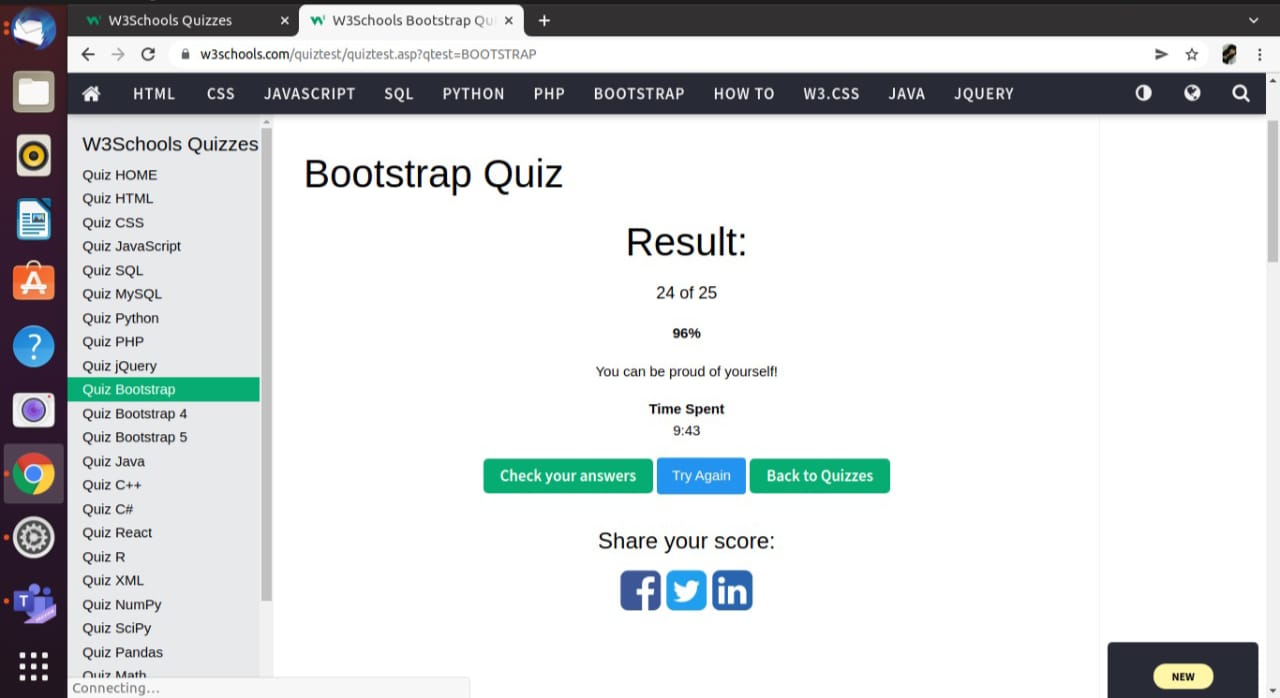 W3Schools Quizzes
W3Schools Bootstrap Qu
w3schools.com/quiztest/quiztest.asp?qtest=BOOTSTRAP
HTML CSS JAVASCRIPT SQL PYTHON PHP BOOTSTRAP HOW TO W3.CSS JAVA JQUERY
W3Schools Quizzes
Quiz HOME
Quiz HTML
Quiz CSS
Quiz JavaScript
Quiz SQL
Quiz MySQL
Quiz Python
Quiz PHP
Quiz jQuery
Quiz Bootstrap
Quiz Bootstrap 4
Quiz Bootstrap 5
Quiz Java
Quiz C++
Quiz C#
Quiz React
Quiz R
Quiz XML
Quiz NumPy
Quiz SciPy
Quiz Pandas
Quiz Math
Connecting...
Bootstrap Quiz
Result:
24 of 25
96%
You can be proud of yourself!
Time Spent
9:43
Check your answers Try Again Back to Quizzes
Share your score:
NEW